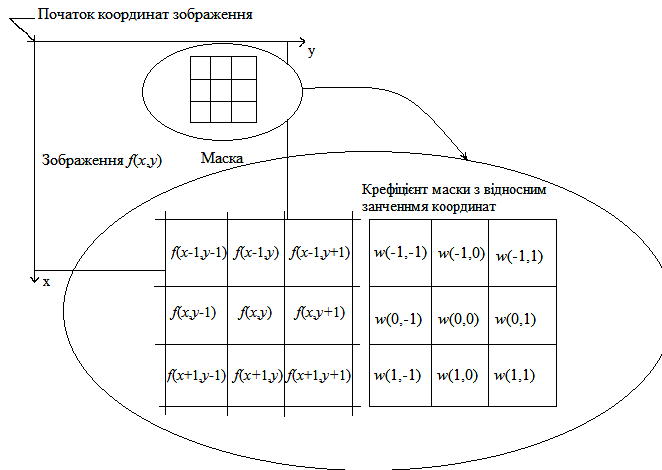 Початок координат зображення
y
Зображення f(x,y)
Маска
Крефіцієнт маски з відносним
занченнмя координат
x
f(x-1,y-1) f(x-1,y) f(x-1,y+1) w(-1,-1) w(-1,0) w(-1,1)
f(x,y-1) f(x,y) f(x,y+1) w(0,-1) w(0,0) w(0,1)
f(x+1,y-1) f(x+1,y) f(x+1,y+1) w(1,-1) w(1,0) w(1,1)